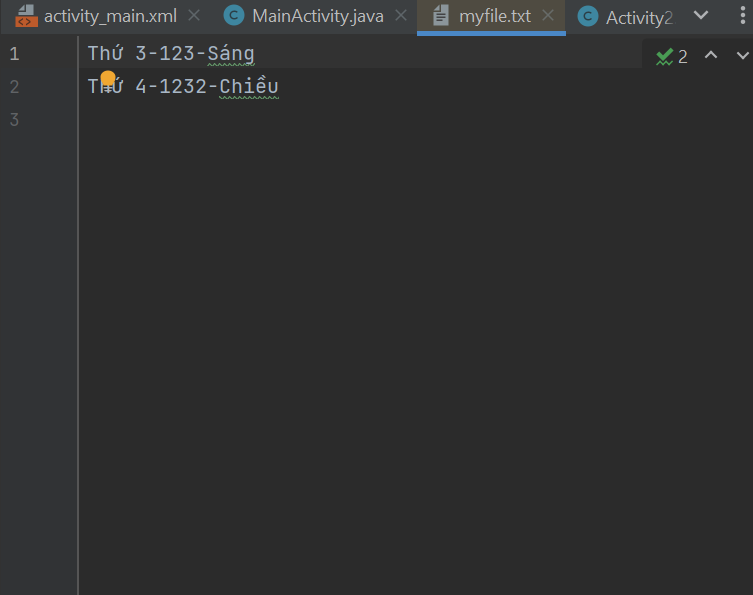 activity_main.xml MainActivity.java myfile.txt Activity2
1 Thứ 3-123-Sáng 2
2 Thứ 4-1232-Chiều
3